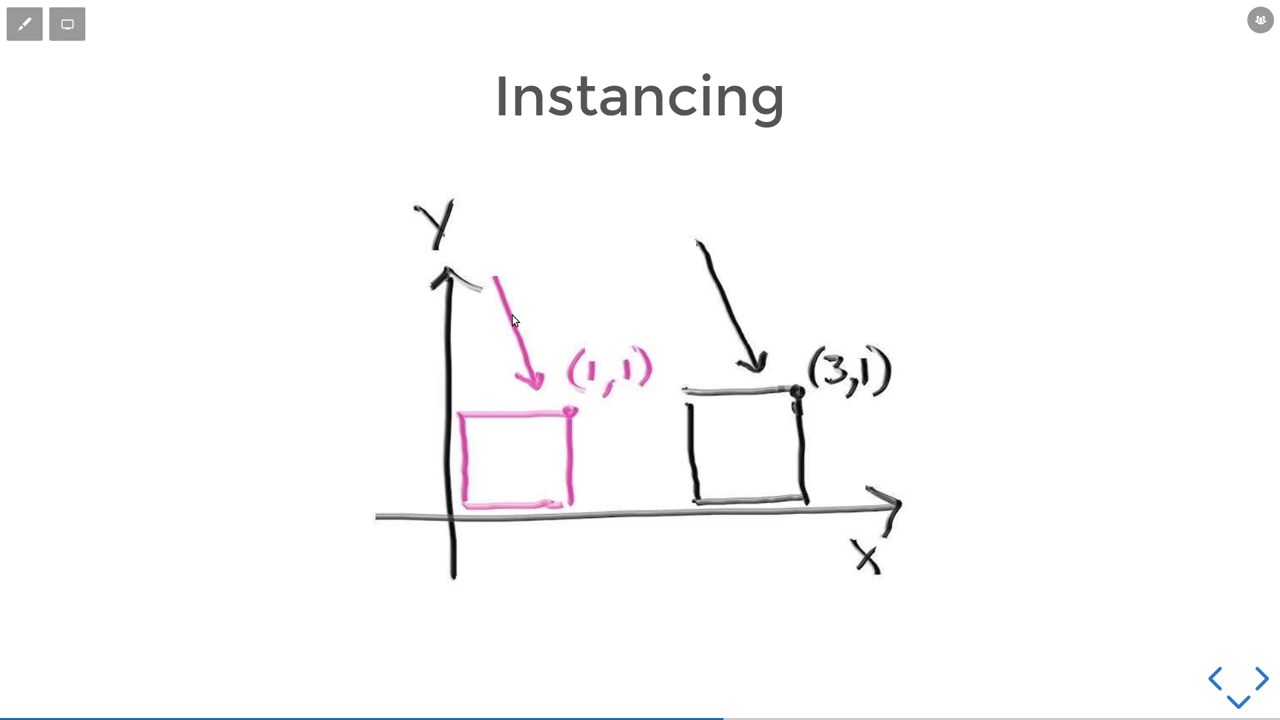 Instancing
Y
(1,1)
(3,1)
X